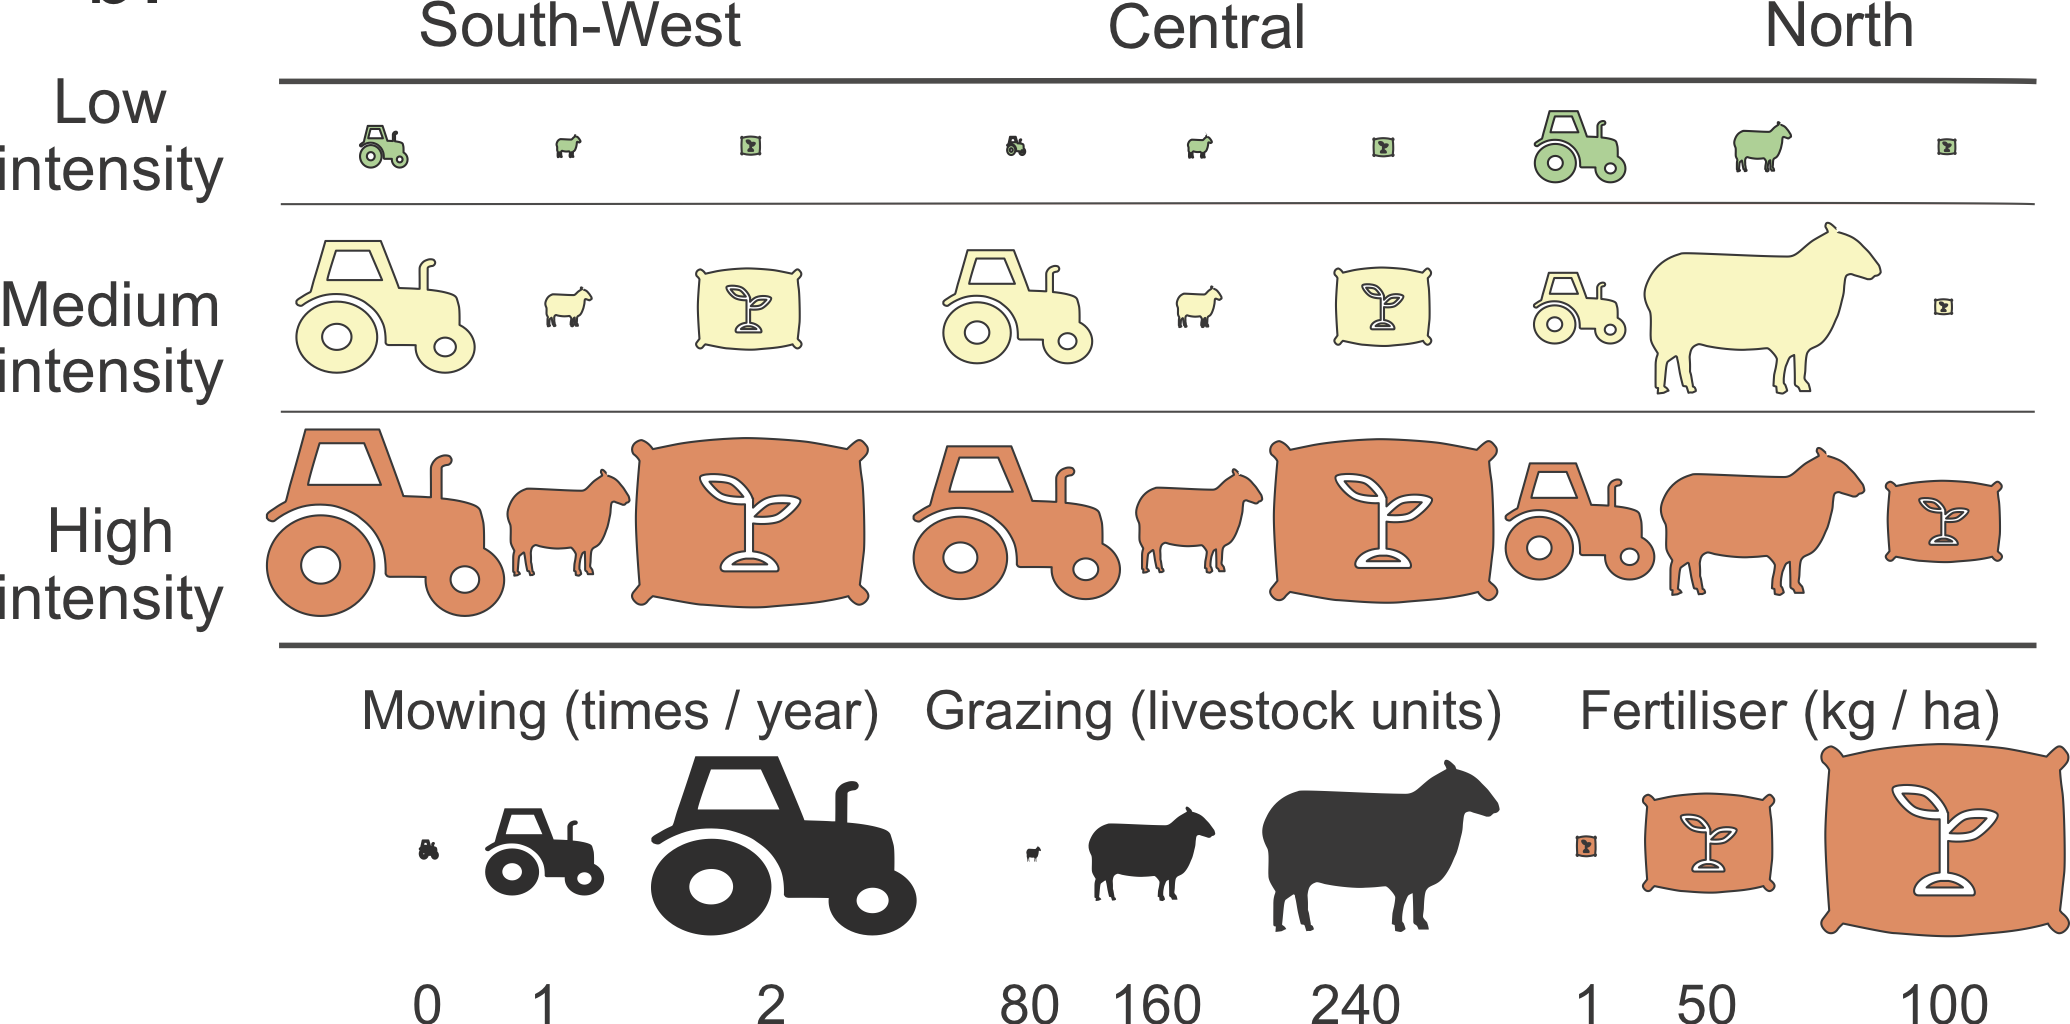 South-West Central North
Low
intensity
Medium
intensity
High
intensity
Mowing (times / year) Grazing (livestock units) Fertiliser (kg / ha)
0 1 2 80 160 240 1 50 100